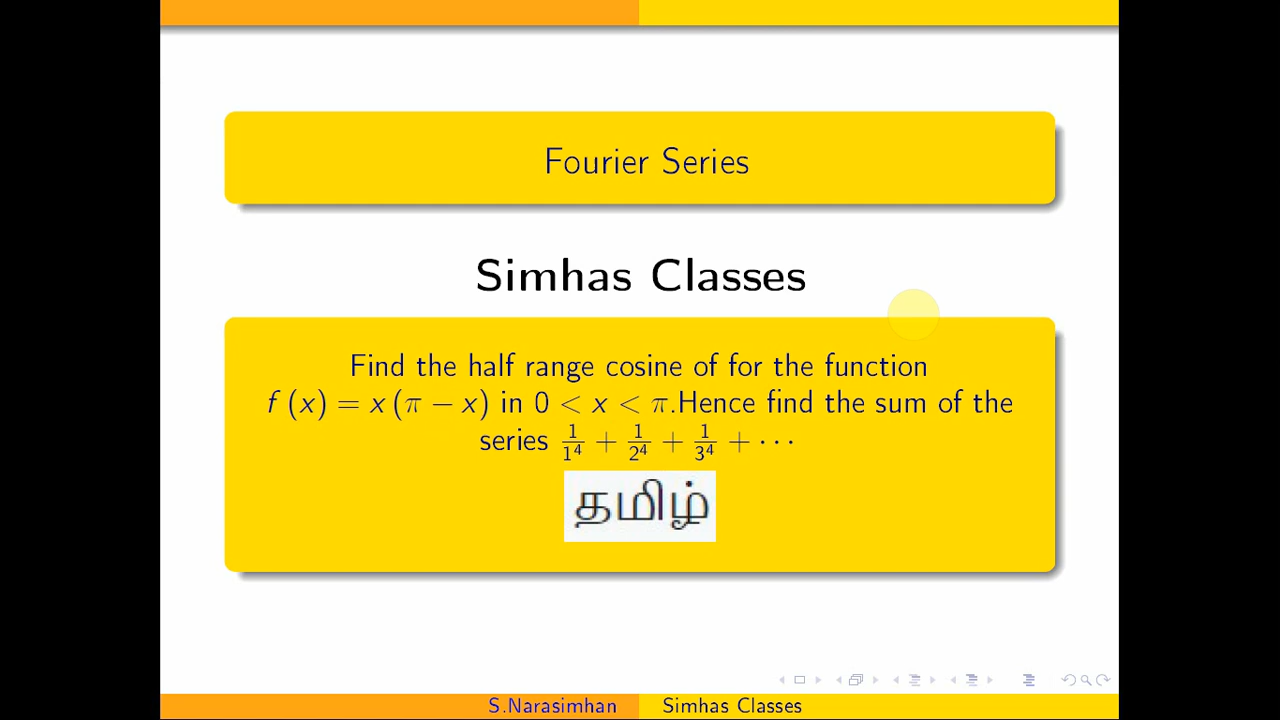 Fourier Series
Simhas Classes
Find the half range cosine of for the function
f (x) = x (π − x) in 0 < x < π.Hence find the sum of the
series 1/1⁴ + 1/2⁴ + 1/3⁴ + ⋯
தமிழ்
S.Narasimhan Simhas Classes